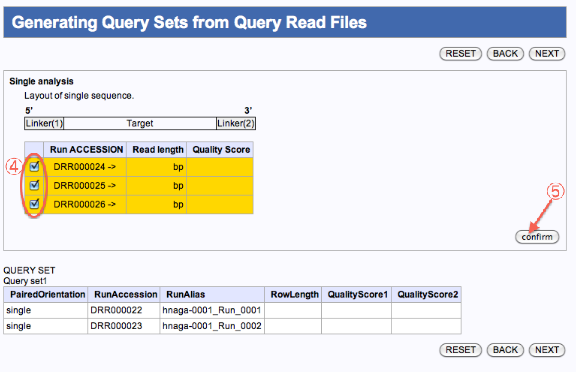 Generating Query Sets from Query Read Files
RESET BACK NEXT
Single analysis
Layout of single sequence.
5' 3'
Linker(1) Target Linker(2)
Run ACCESSION Read length Quality Score
④ DRR000024 -> bp
DRR000025 -> bp
DRR000026 -> bp
⑤
confirm
QUERY SET
Query set1
PairedOrientation RunAccession RunAlias RowLength QualityScore1 QualityScore2
single DRR000022 hnaga-0001_Run_0001
single DRR000023 hnaga-0001_Run_0002
RESET BACK NEXT